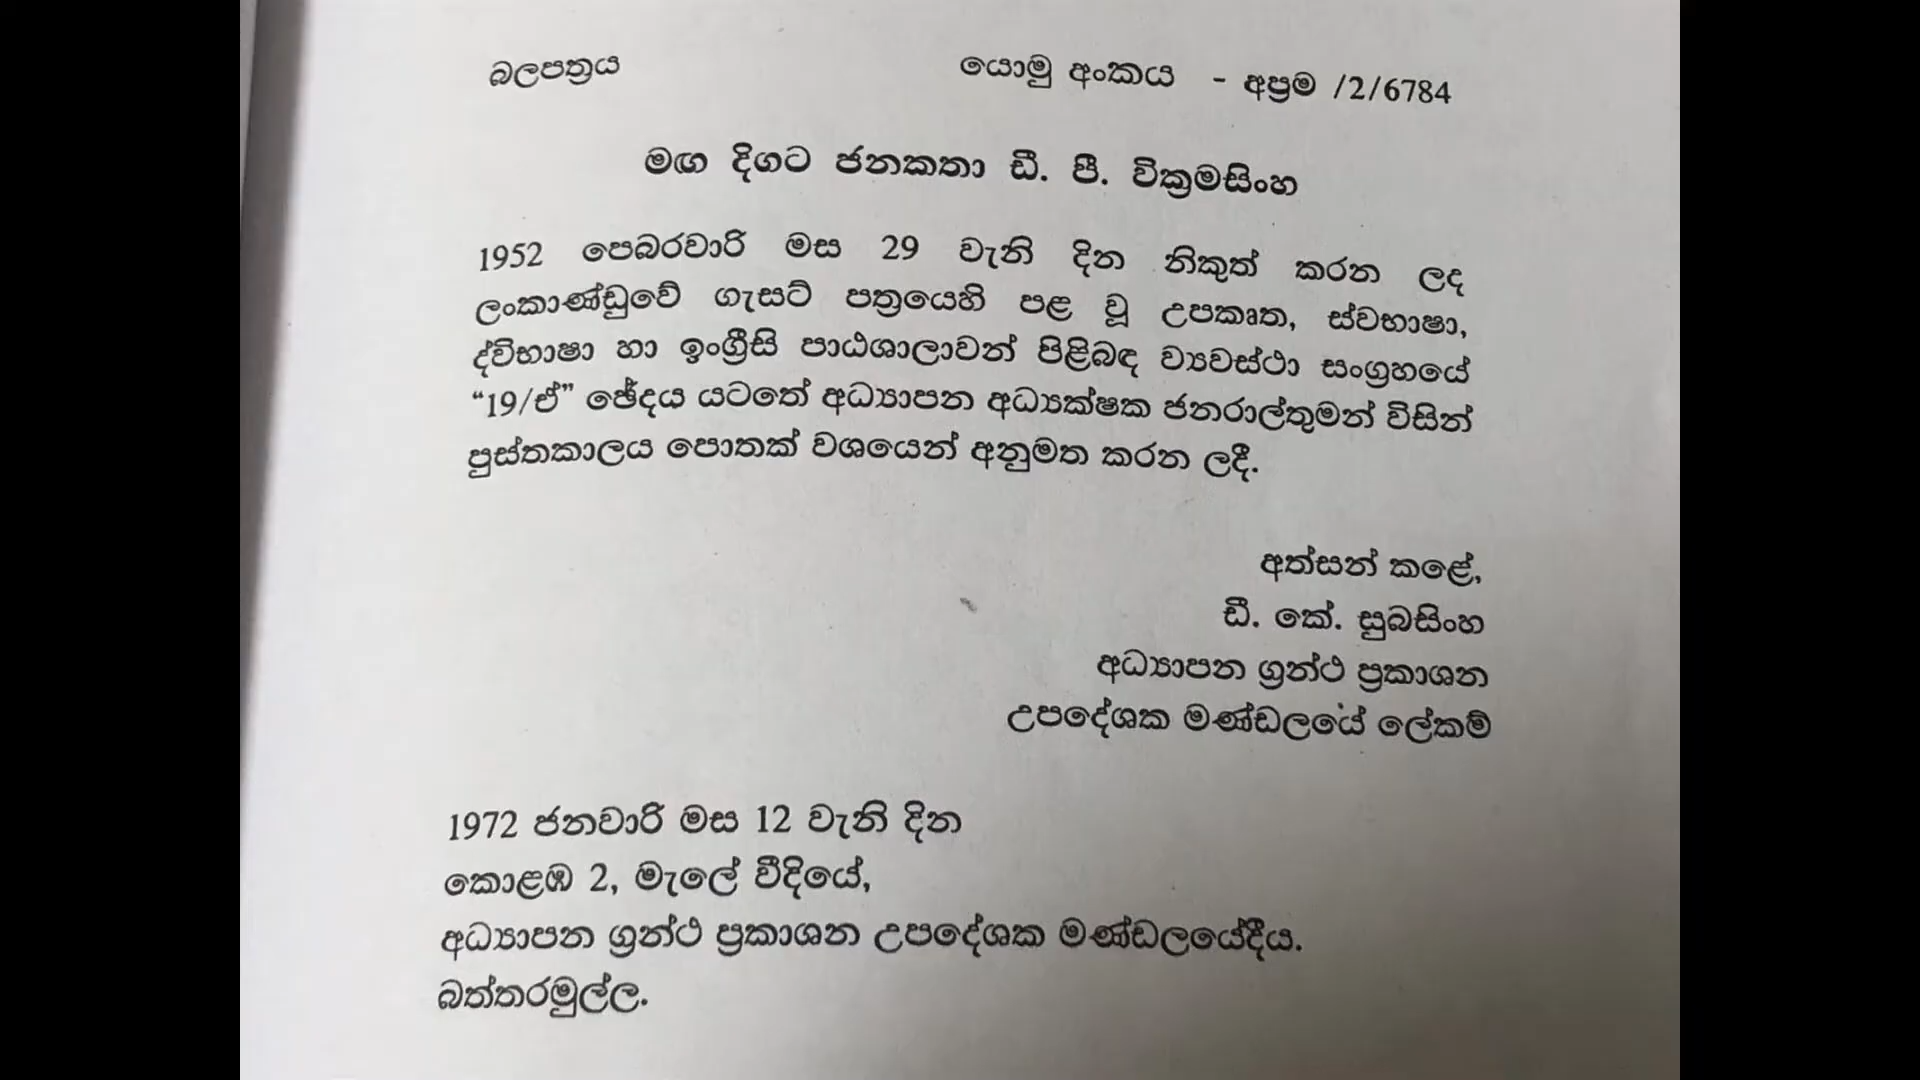 බලපත්‍රය යොමු අංකය - අප්‍රම /2/6784
මඟ දිගට ජනකතා ඩී. පී. වික්‍රමසිංහ
1952 පෙබරවාරි මස 29 වැනි දින නිකුත් කරන ලද
ලංකාණ්ඩුවේ ගැසට් පත්‍රයෙහි පළ වූ උපකෘත, ස්වභාෂා,
ද්විභාෂා හා ඉංග්‍රීසි පාඨශාලාවන් පිළිබඳ ව්‍යවස්ථා සංග්‍රහයේ
“19/ඒ” ඡේදය යටතේ අධ්‍යාපන අධ්‍යක්ෂක ජනරාල්තුමන් විසින්
පුස්තකාලය පොතක් වශයෙන් අනුමත කරන ලදී.
අත්සන් කළේ,
ඩී. කේ. සුබසිංහ
අධ්‍යාපන ග්‍රන්ථ ප්‍රකාශන
උපදේශක මණ්ඩලයේ ලේකම්
1972 ජනවාරි මස 12 වැනි දින
කොළඹ 2, මැලේ වීදියේ,
අධ්‍යාපන ග්‍රන්ථ ප්‍රකාශන උපදේශක මණ්ඩලයේදීය.
බත්තරමුල්ල.